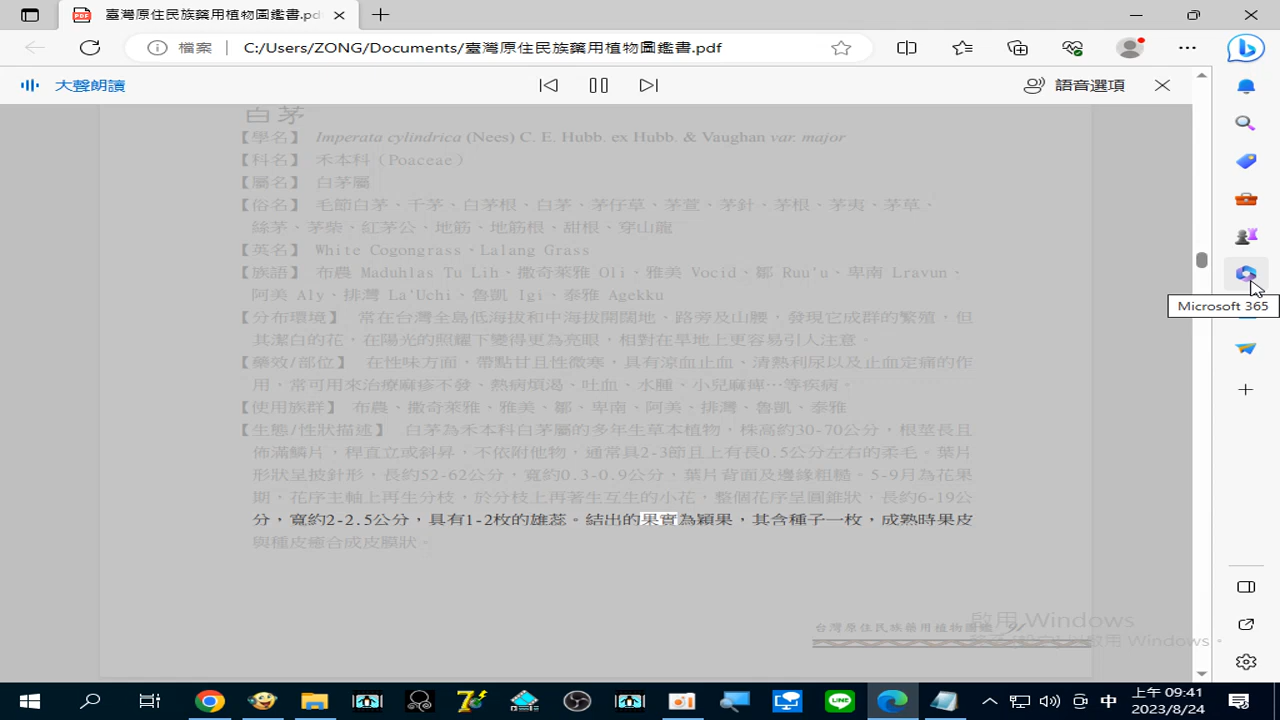 臺灣原住民族藥用植物圖鑑書.pdf
檔案 C:/Users/ZONG/Documents/臺灣原住民族藥用植物圖鑑書.pdf
大聲朗讀
語音選項
白茅
【學名】 Imperata cylindrica (Nees) C. E. Hubb. ex Hubb. & Vaughan var. major
【科名】 禾本科（Poaceae）
【屬名】 白茅屬
【俗名】 毛節白茅、千茅、白茅根、白茅、茅仔草、茅萱、茅針、茅根、茅夷、茅草、
絲茅、茅柴、紅茅公、地筋、地筋根、甜根、穿山龍
【英名】 White Cogongrass、Lalang Grass
【族語】 布農 Maduhlas Tu Lih、撒奇萊雅 Oli、雅美 Vocid、鄒 Ruu'u、卑南 Lravun、
阿美 Aly、排灣 La'Uchi、魯凱 Igi、泰雅 Agekku
【分布環境】 常在台灣全島低海拔和中海拔開闊地、路旁及山腰，發現它成群的繁殖，但
其潔白的花，在陽光的照耀下變得更為亮眼，相對在旱地上更容易引人注意。
【藥效/部位】 在性味方面，帶點甘且性微寒，具有涼血止血、清熱利尿以及止血定痛的作
用，常可用來治療麻疹不發、熱病煩渴、吐血、水腫、小兒麻痺…等疾病。
【使用族群】 布農、撒奇萊雅、雅美、鄒、卑南、阿美、排灣、魯凱、泰雅
【生態/性狀描述】 白茅為禾本科白茅屬的多年生草本植物，株高約30-70公分，根莖長且
佈滿鱗片，稈直立或斜昇，不依附他物，通常具2-3節且上有長0.5公分左右的柔毛。葉片
形狀呈披針形，長約52-62公分，寬約0.3-0.9公分，葉片背面及邊緣粗糙。5-9月為花果
期，花序主軸上再生分枝，於分枝上再著生互生的小花，整個花序呈圓錐狀，長約6-19公
分，寬約2-2.5公分，具有1-2枚的雄蕊。結出的果實為穎果，其含種子一枚，成熟時果皮
與種皮癒合成皮膜狀。
台灣原住民族藥用植物圖鑑 91
啟用 Windows
Microsoft 365
中
上午 09:41
2023/8/24